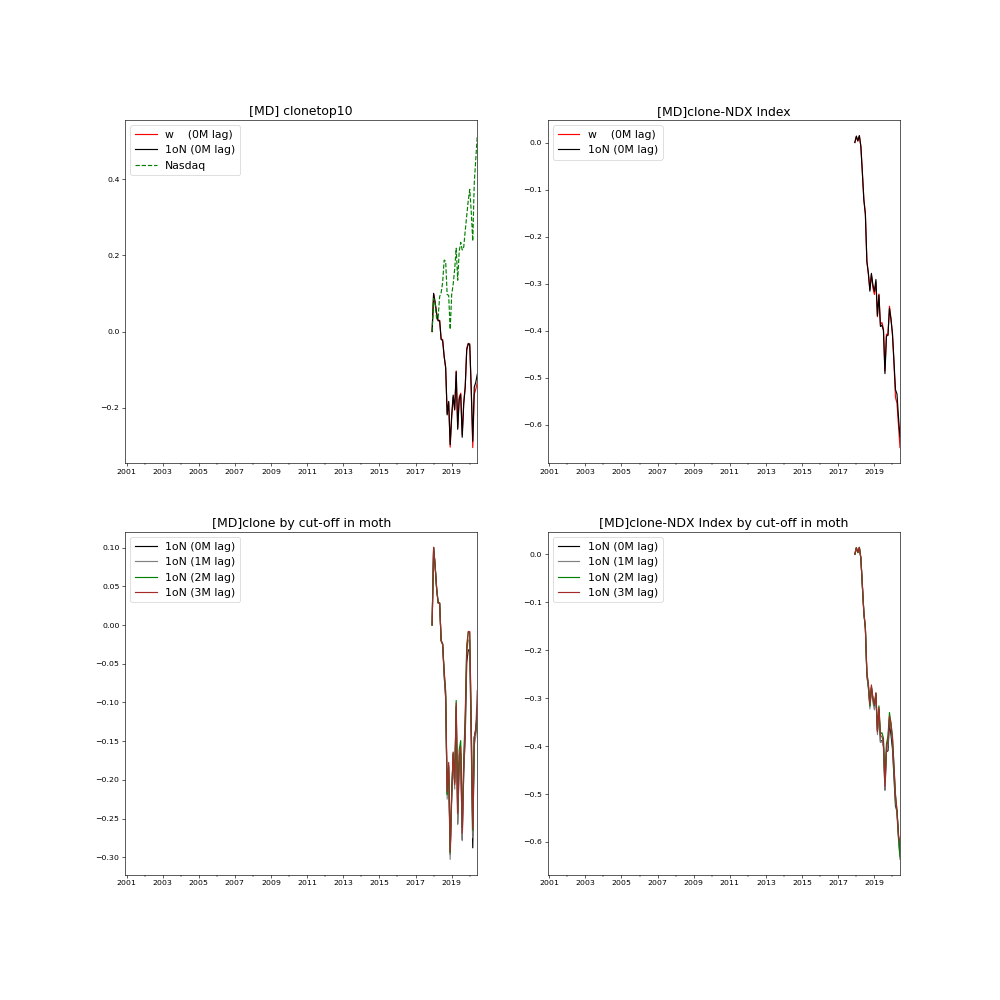 [MD] clonetop10
w (0M lag)
1oN (0M lag)
Nasdaq
0.4
0.2
0.0
−0.2
2001 2003 2005 2007 2009 2011 2013 2015 2017 2019
[MD]clone-NDX Index
w (0M lag)
1oN (0M lag)
0.0
−0.1
−0.2
−0.3
−0.4
−0.5
−0.6
2001 2003 2005 2007 2009 2011 2013 2015 2017 2019
[MD]clone by cut-off in moth
1oN (0M lag)
1oN (1M lag)
1oN (2M lag)
1oN (3M lag)
0.10
0.05
0.00
−0.05
−0.10
−0.15
−0.20
−0.25
−0.30
2001 2003 2005 2007 2009 2011 2013 2015 2017 2019
[MD]clone-NDX Index by cut-off in moth
1oN (0M lag)
1oN (1M lag)
1oN (2M lag)
1oN (3M lag)
0.0
−0.1
−0.2
−0.3
−0.4
−0.5
−0.6
2001 2003 2005 2007 2009 2011 2013 2015 2017 2019